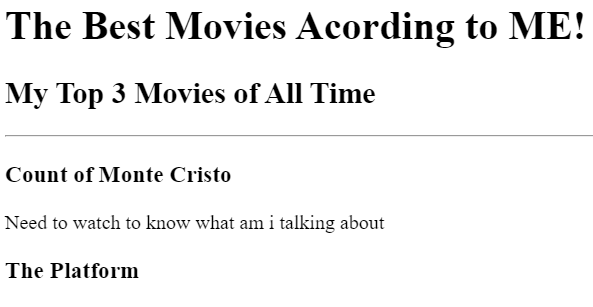 The Best Movies Acording to ME!
My Top 3 Movies of All Time
Count of Monte Cristo
Need to watch to know what am i talking about
The Platform